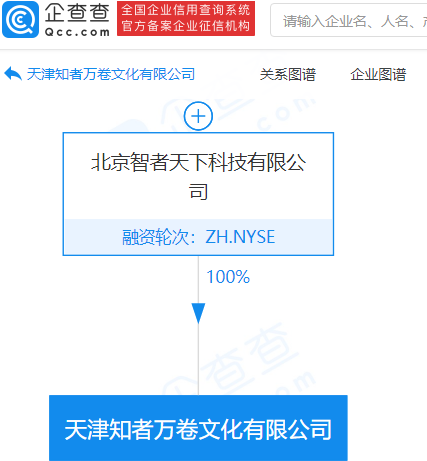 企查查
Qcc.com
全国企业信用查询系统
官方备案企业征信机构
请输入企业名、人名、产
天津知者万卷文化有限公司
关系图谱
企业图谱
北京智者天下科技有限公
司
融资轮次：ZH.NYSE
100%
天津知者万卷文化有限公司
企查查